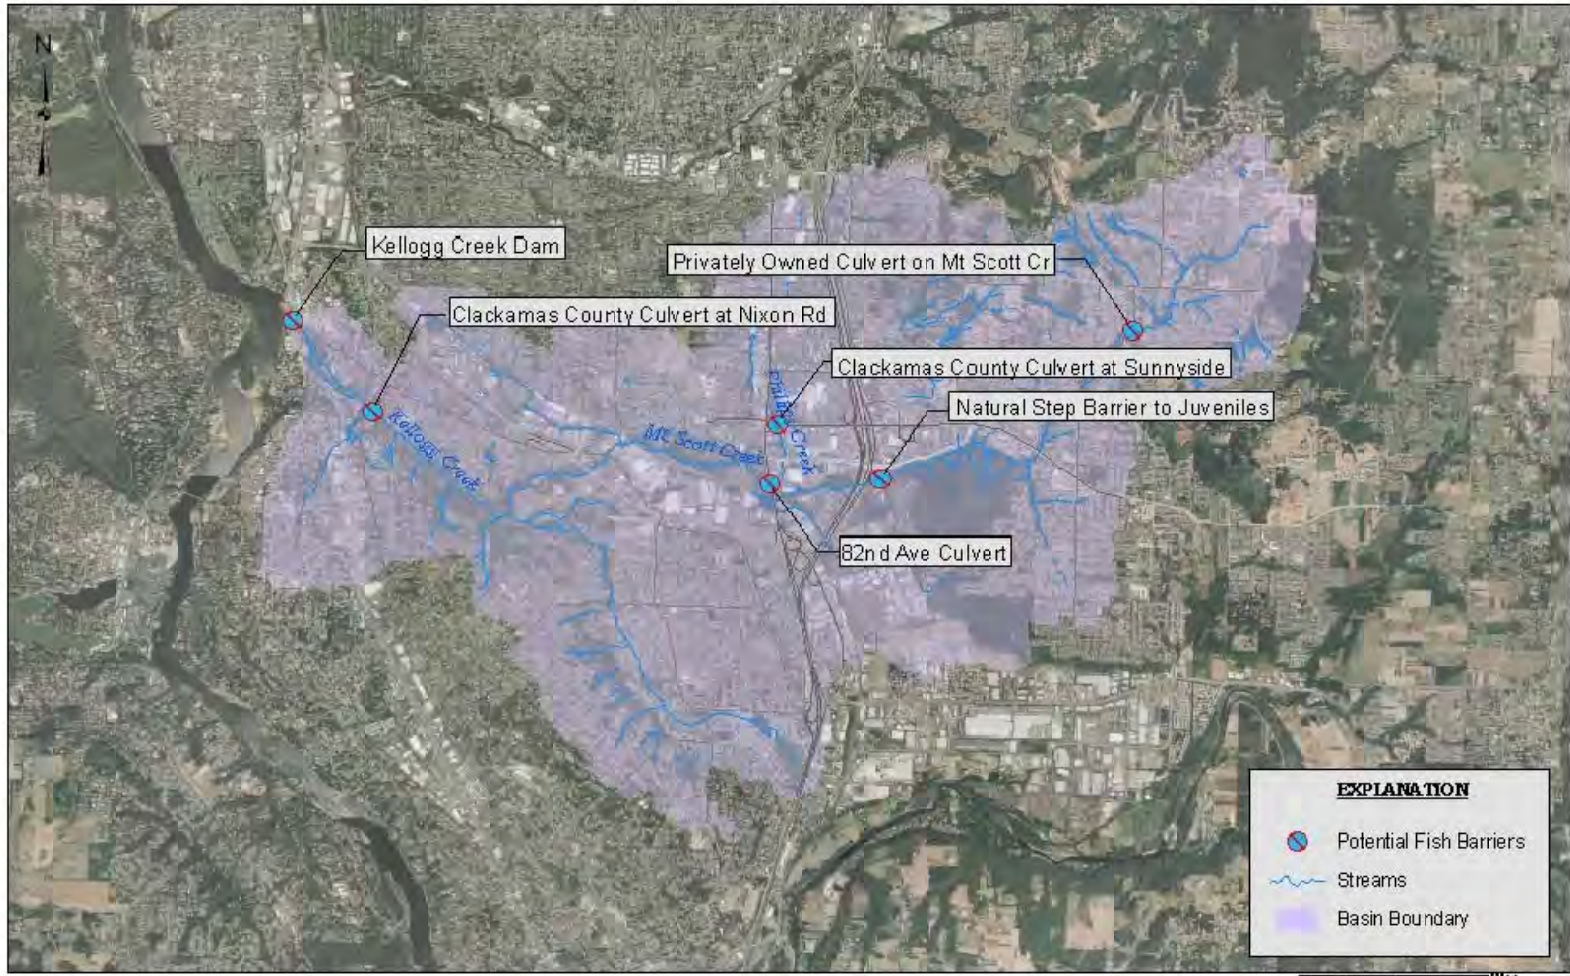 N
Kellogg Creek Dam
Privately Owned Culvert on Mt Scott Cr
Clackamas County Culvert at Nixon Rd
Clackamas County Culvert at Sunnyside
Natural Step Barrier to Juveniles
Phillips Creek
Mt Scott Creek
Kellogg Creek
82nd Ave Culvert
EXPLANATION
Potential Fish Barriers
Streams
Basin Boundary